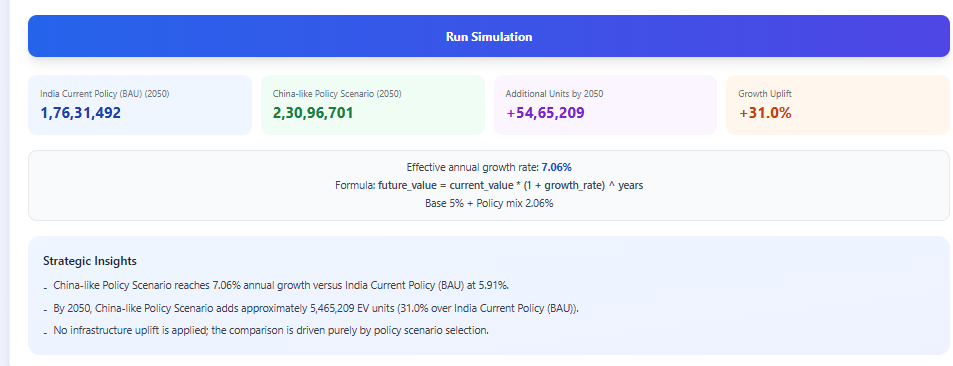 Run Simulation
India Current Policy (BAU) (2050)
1,76,31,492
China-like Policy Scenario (2050)
2,30,96,701
Additional Units by 2050
+54,65,209
Growth Uplift
+31.0%
Effective annual growth rate: 7.06%
Formula: future_value = current_value * (1 + growth_rate) ^ years
Base 5% + Policy mix 2.06%
Strategic Insights
- China-like Policy Scenario reaches 7.06% annual growth versus India Current Policy (BAU) at 5.91%.
- By 2050, China-like Policy Scenario adds approximately 5,465,209 EV units (31.0% over India Current Policy (BAU)).
- No infrastructure uplift is applied; the comparison is driven purely by policy scenario selection.